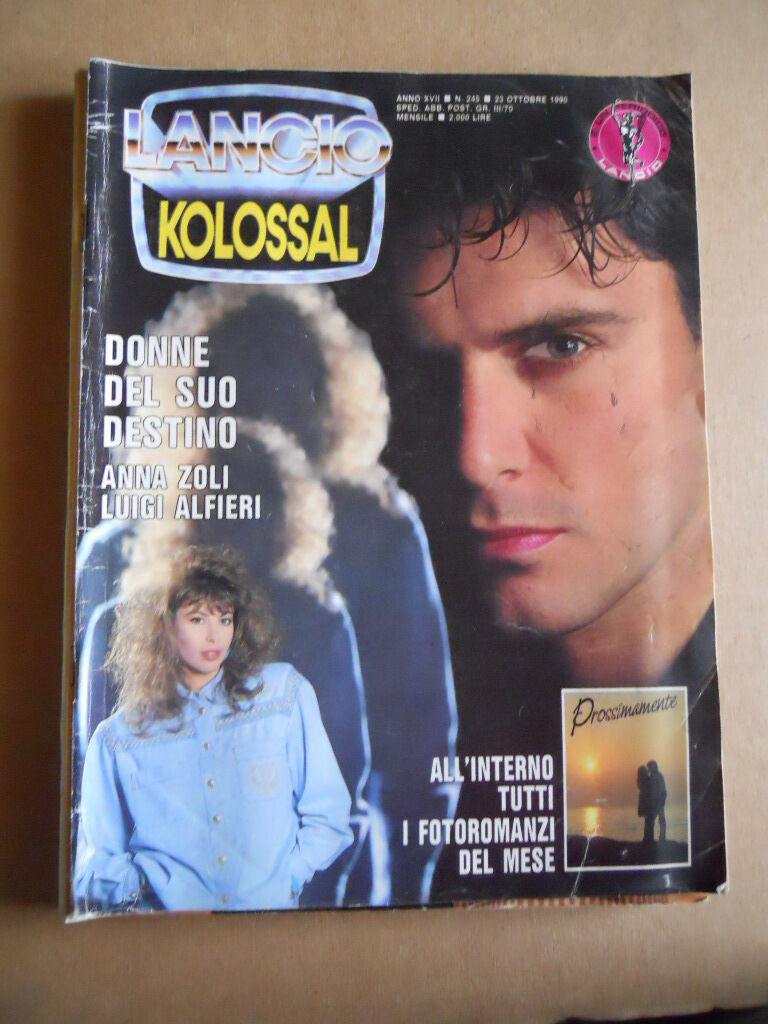 ANNO XVII ■ N. 245 ■ 23 OTTOBRE 1990
SPED. ABB. POST. GR. III/70
MENSILE ■ 2.000 LIRE
LANCIO
KOLOSSAL
LANCIO
DONNE
DEL SUO
DESTINO
ANNA ZOLI
LUIGI ALFIERI
Prossimamente
ALL'INTERNO
TUTTI
I FOTOROMANZI
DEL MESE